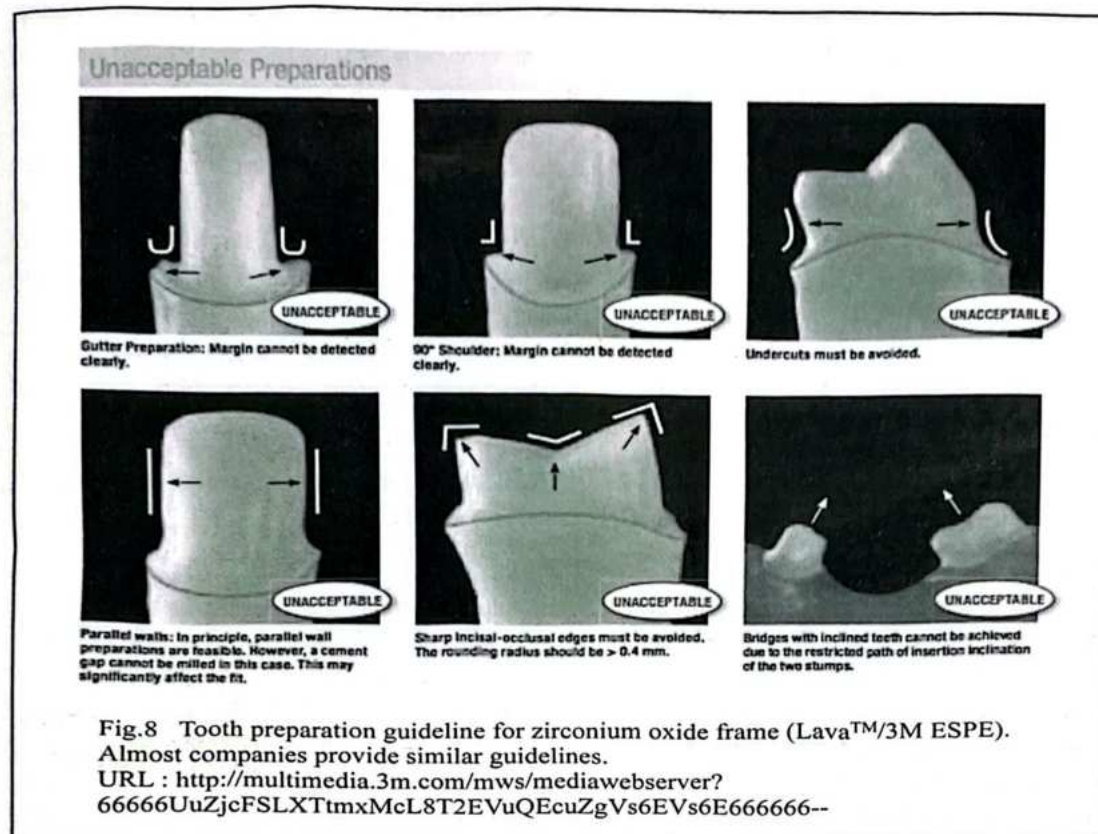 Unacceptable Preparations
UNACCEPTABLE
Gutter Preparation: Margin cannot be detected
clearly.
UNACCEPTABLE
90° Shoulder: Margin cannot be detected
clearly.
UNACCEPTABLE
Undercuts must be avoided.
UNACCEPTABLE
Parallel walls: In principle, parallel wall
preparations are feasible. However, a cement
gap cannot be milled in this case. This may
significantly affect the fit.
UNACCEPTABLE
Sharp incisal-occlusal edges must be avoided.
The rounding radius should be > 0.4 mm.
UNACCEPTABLE
Bridges with inclined teeth cannot be achieved
due to the restricted path of insertion inclination
of the two stumps.
Fig.8 Tooth preparation guideline for zirconium oxide frame (Lava™/3M ESPE).
Almost companies provide similar guidelines.
URL : http://multimedia.3m.com/mws/mediawebserver?
66666UuZjcFSLXTtmxMcL8T2EVuQEcuZgVs6EVs6E666666--